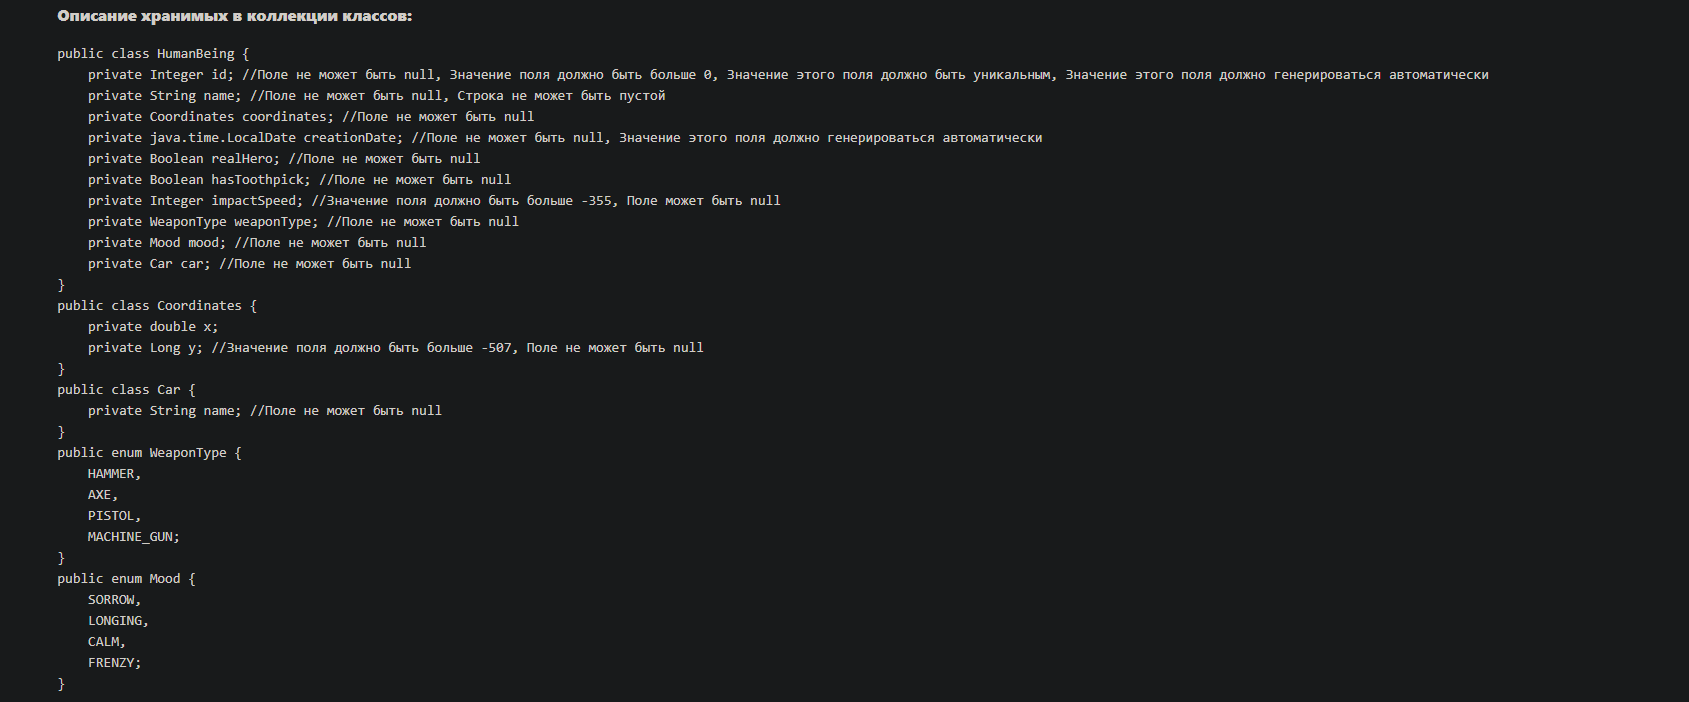 Описание хранимых в коллекции классов:
public class HumanBeing {
    private Integer id; //Поле не может быть null, Значение поля должно быть больше 0, Значение этого поля должно быть уникальным, Значение этого поля должно генерироваться автоматически
    private String name; //Поле не может быть null, Строка не может быть пустой
    private Coordinates coordinates; //Поле не может быть null
    private java.time.LocalDate creationDate; //Поле не может быть null, Значение этого поля должно генерироваться автоматически
    private Boolean realHero; //Поле не может быть null
    private Boolean hasToothpick; //Поле не может быть null
    private Integer impactSpeed; //Значение поля должно быть больше -355, Поле может быть null
    private WeaponType weaponType; //Поле не может быть null
    private Mood mood; //Поле не может быть null
    private Car car; //Поле не может быть null
}
public class Coordinates {
    private double x;
    private Long y; //Значение поля должно быть больше -507, Поле не может быть null
}
public class Car {
    private String name; //Поле не может быть null
}
public enum WeaponType {
    HAMMER,
    AXE,
    PISTOL,
    MACHINE_GUN;
}
public enum Mood {
    SORROW,
    LONGING,
    CALM,
    FRENZY;
}